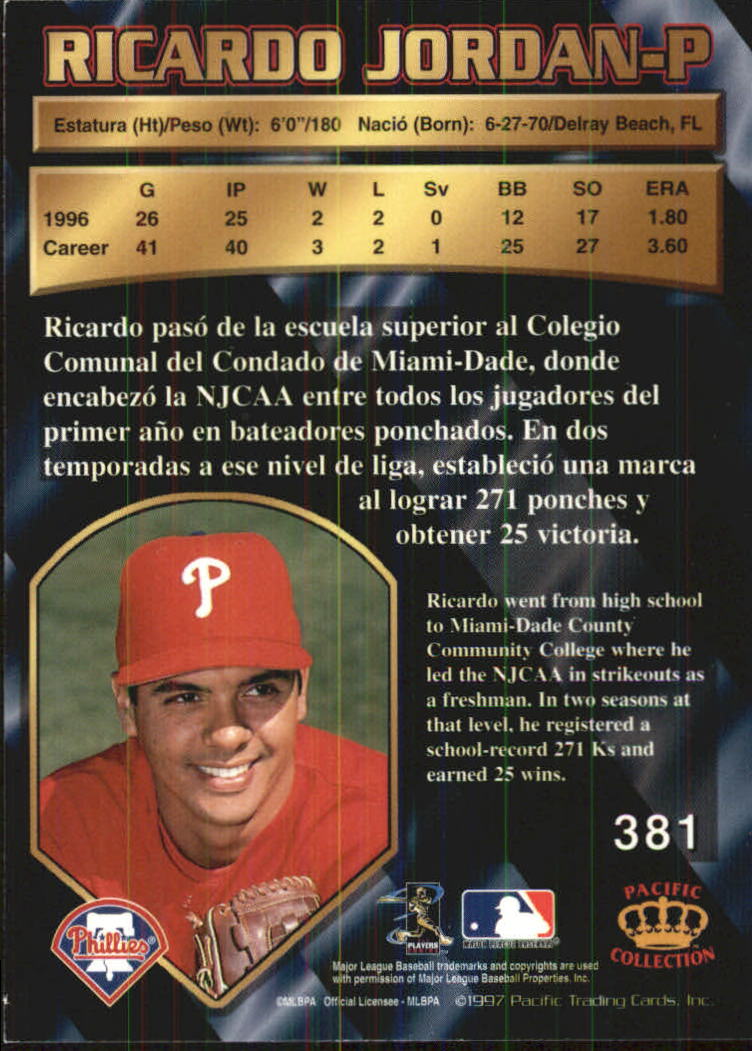 RICARDO JORDAN-P
Estatura (Ht)/Peso (Wt): 6'0"/180 Nació (Born): 6-27-70/Delray Beach, FL
G IP W L Sv BB SO ERA
1996 26 25 2 2 0 12 17 1.80
Career 41 40 3 2 1 25 27 3.60
Ricardo pasó de la escuela superior al Colegio
Comunal del Condado de Miami-Dade, donde
encabezó la NJCAA entre todos los jugadores del
primer año en bateadores ponchados. En dos
temporadas a ese nivel de liga, estableció una marca
al lograr 271 ponches y
obtener 25 victoria.
P
Ricardo went from high school
to Miami-Dade County
Community College where he
led the NJCAA in strikeouts as
a freshman. In two seasons at
that level, he registered a
school-record 271 Ks and
earned 25 wins.
381
Phillies
PLAYERS
MAJOR LEAGUE BASEBALL
PACIFIC
COLLECTION
Major League Baseball trademarks and copyrights are used
with permission of Major League Baseball Properties, Inc.
©MLBPA Official Licensee - MLBPA ©1997 Pacific Trading Cards, Inc.